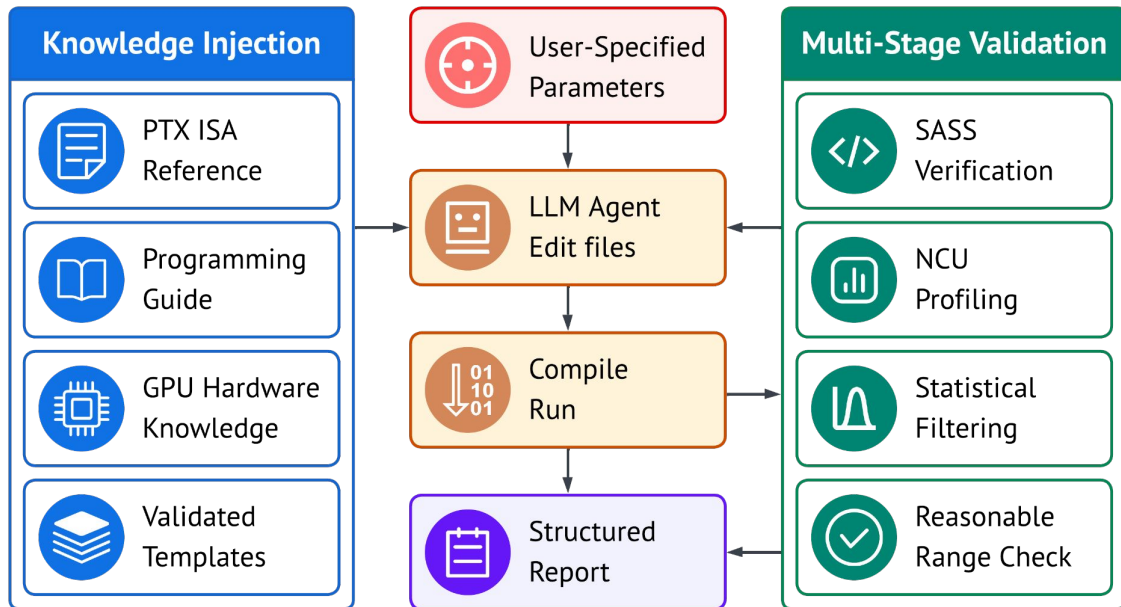 Knowledge Injection
PTX ISA
Reference
Programming
Guide
GPU Hardware
Knowledge
Validated
Templates
User-Specified
Parameters
LLM Agent
Edit files
01
10
01
Compile
Run
Structured
Report
Multi-Stage Validation
</>
SASS
Verification
NCU
Profiling
Statistical
Filtering
Reasonable
Range Check